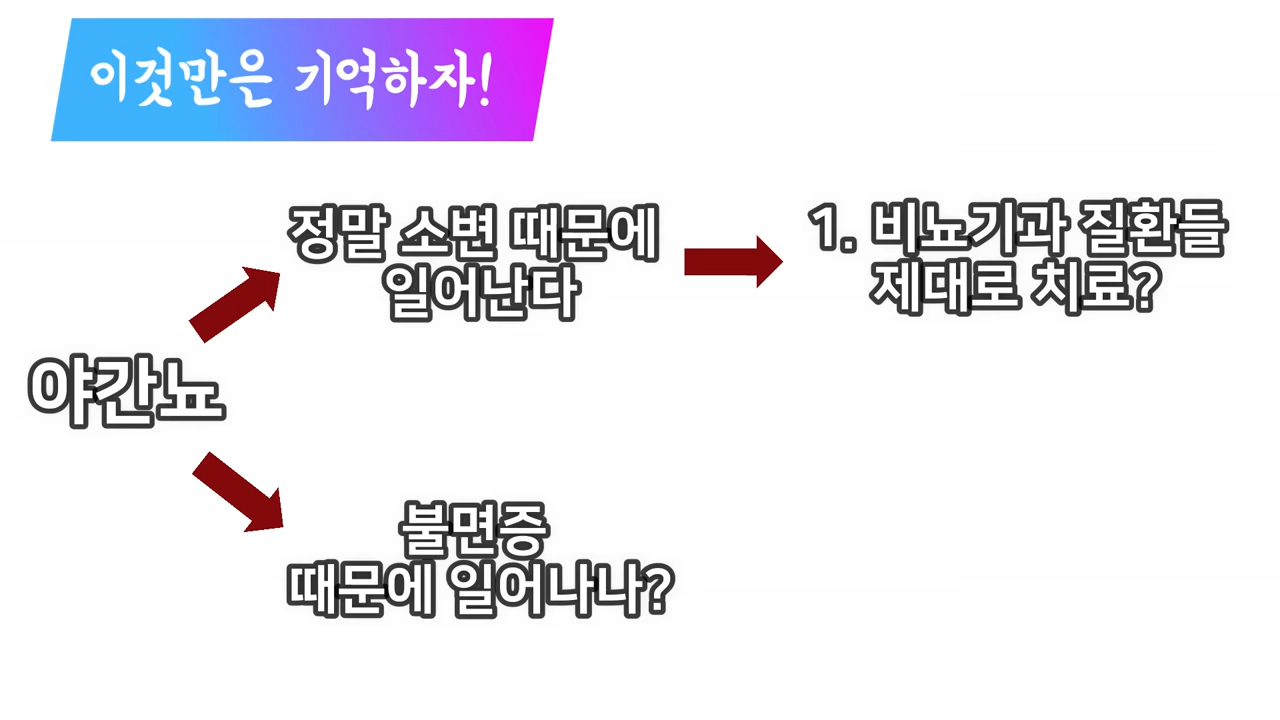 이것만은 기억하자!
정말 소변 때문에
일어난다
1. 비뇨기과 질환들
제대로 치료?
야간뇨
불면증
때문에 일어나나?